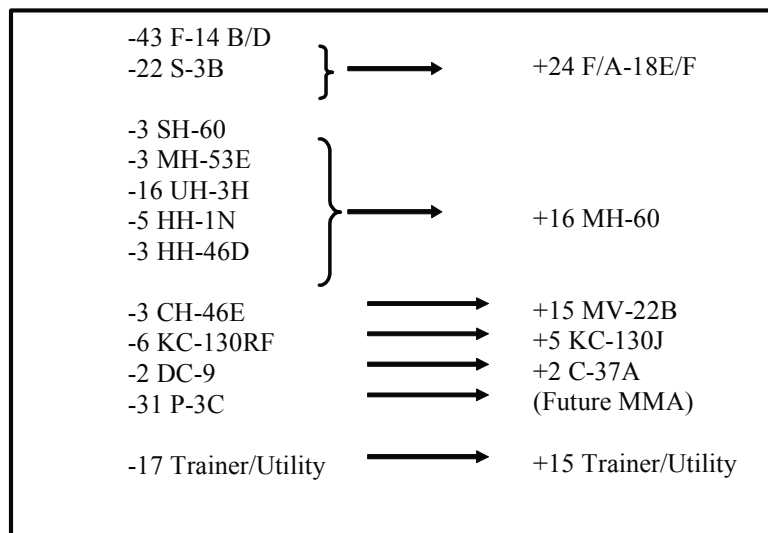 -43 F-14 B/D
-22 S-3B
+24 F/A-18E/F
-3 SH-60
-3 MH-53E
-16 UH-3H
-5 HH-1N
-3 HH-46D
+16 MH-60
-3 CH-46E
+15 MV-22B
-6 KC-130RF
+5 KC-130J
-2 DC-9
+2 C-37A
-31 P-3C
(Future MMA)
-17 Trainer/Utility
+15 Trainer/Utility